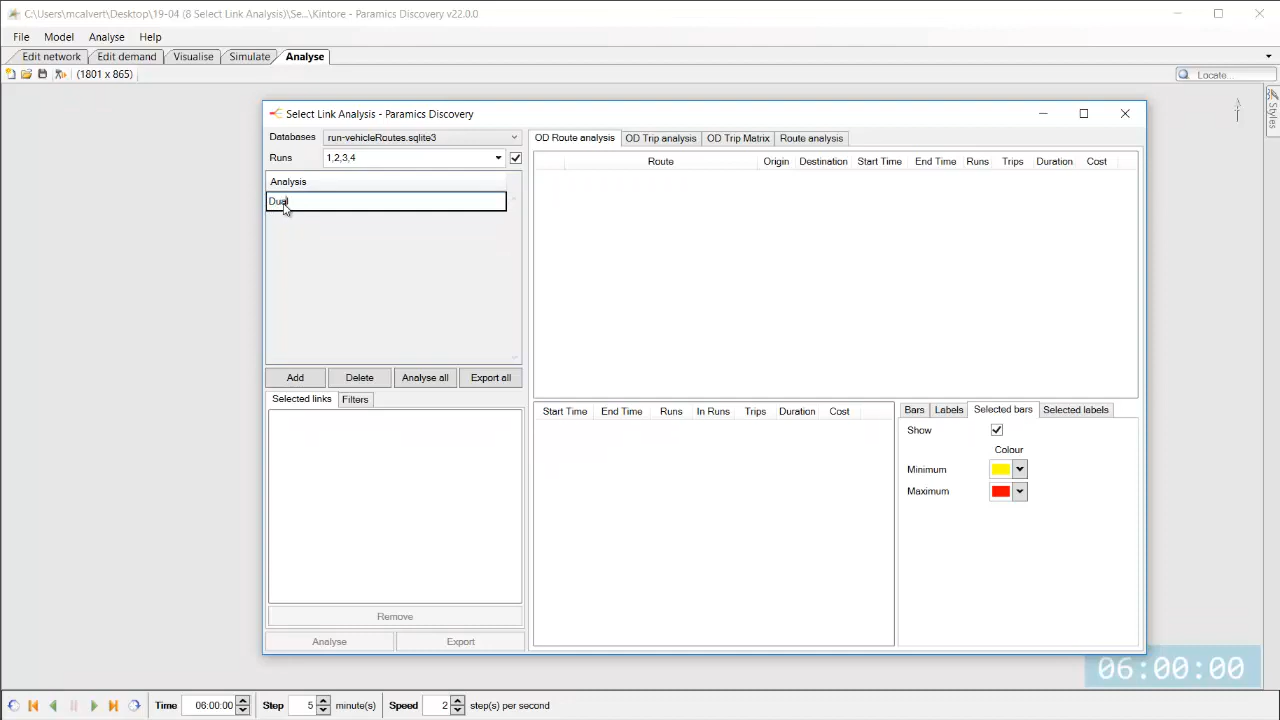 C:\Users\mcalvert\Desktop\19-04 (8 Select Link Analysis)\Se...\Kintore - Paramics Discovery v22.0.0
File Model Analyse Help
Edit network Edit demand Visualise Simulate Analyse
(1801 x 865) Locate...
Styles
Select Link Analysis - Paramics Discovery
Databases run-vehicleRoutes.sqlite3
Runs 1,2,3,4
Analysis
Dual
Add Delete Analyse all Export all
Selected links Filters
Remove
Analyse Export
OD Route analysis OD Trip analysis OD Trip Matrix Route analysis
Route Origin Destination Start Time End Time Runs Trips Duration Cost
Start Time End Time Runs In Runs Trips Duration Cost
Bars Labels Selected bars Selected labels
Show
Colour
Minimum
Maximum
06:00:00
Time 06:00:00 Step 5 minute(s) Speed 2 step(s) per second